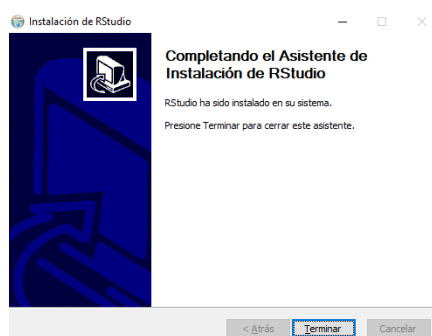 Instalación de RStudio
Completando el Asistente de
Instalación de RStudio
RStudio ha sido instalado en su sistema.
Presione Terminar para cerrar este asistente.
< Atrás
Terminar
Cancelar